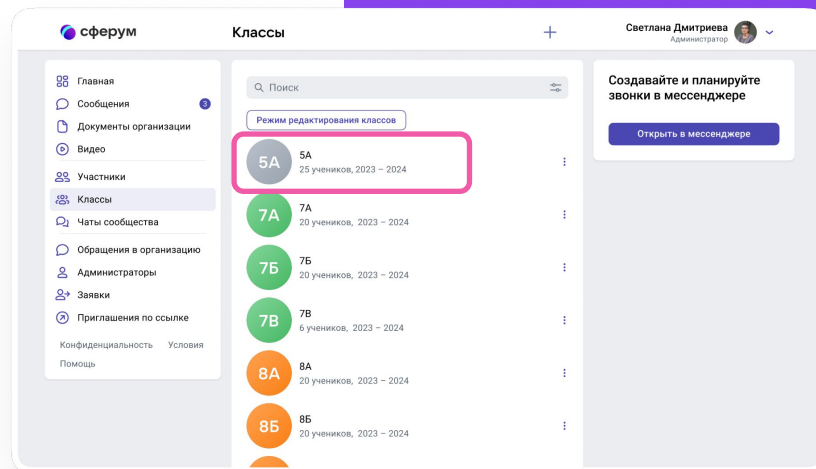 сферум
Классы
Светлана Дмитриева
Администратор
Главная
Сообщения 3
Документы организации
Видео
Участники
Классы
Чаты сообщества
Обращения в организацию
Администраторы
Заявки
Приглашения по ссылке
Конфиденциальность Условия
Помощь
Поиск
Режим редактирования классов
5А
5А
25 учеников, 2023 – 2024
7А
7А
20 учеников, 2023 – 2024
7Б
7Б
20 учеников, 2023 – 2024
7В
7В
6 учеников, 2023 – 2024
8А
8А
20 учеников, 2023 – 2024
8Б
8Б
20 учеников, 2023 – 2024
Создавайте и планируйте
звонки в мессенджере
Открыть в мессенджере